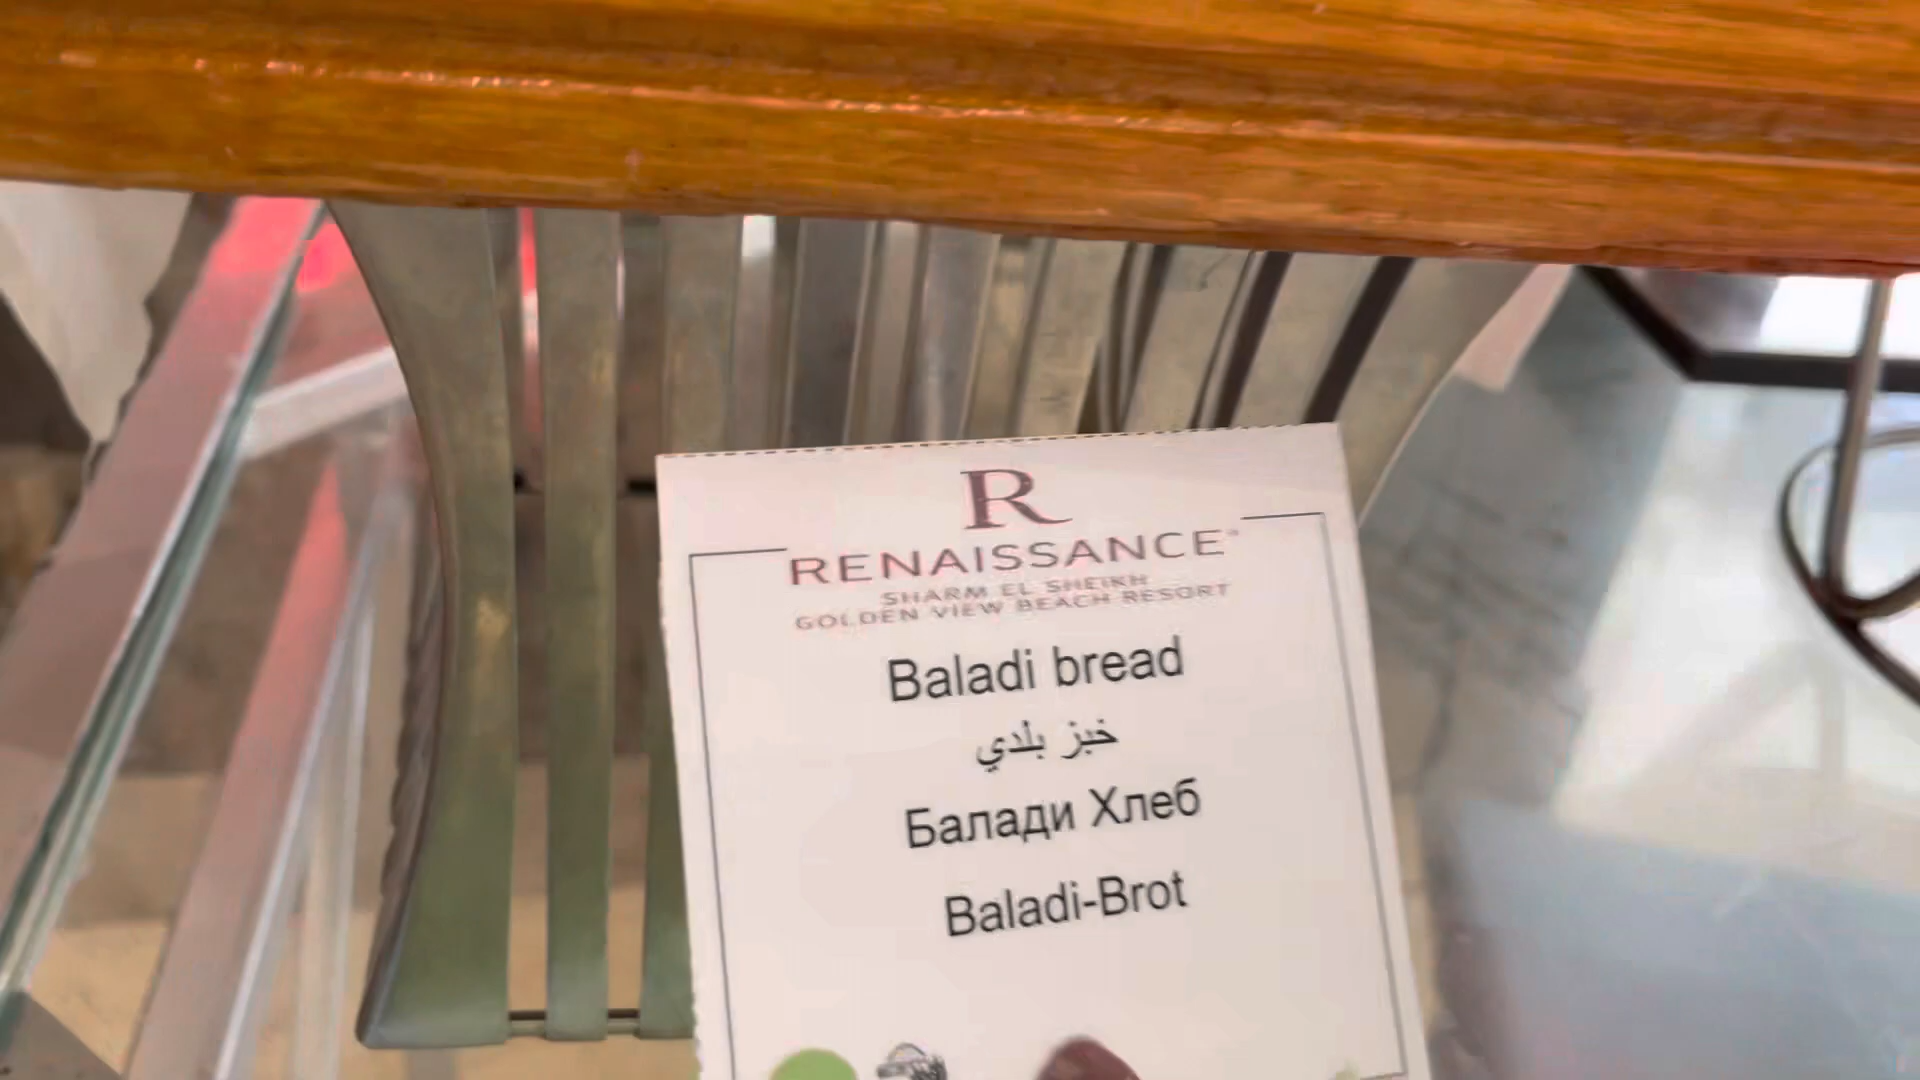 R
RENAISSANCE
SHARM EL SHEIKH
GOLDEN VIEW BEACH RESORT
Baladi bread
خبز بلدي
Балади Хлеб
Baladi-Brot